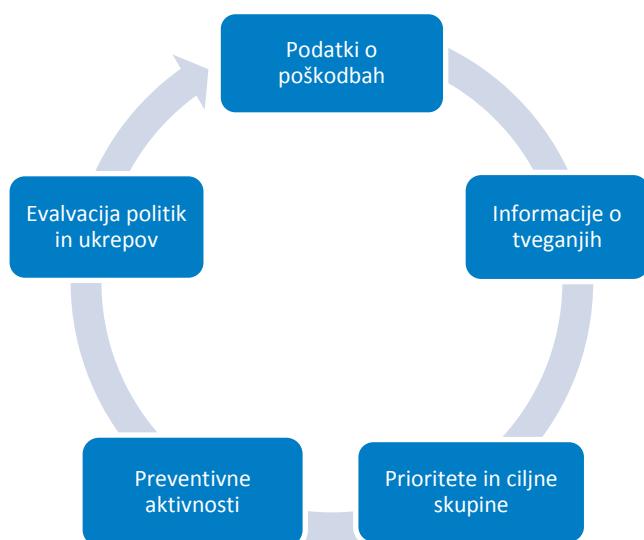 Podatki o
poškodbah
Informacije o
tveganjih
Prioritete in ciljne
skupine
Preventivne
aktivnosti
Evalvacija politik
in ukrepov